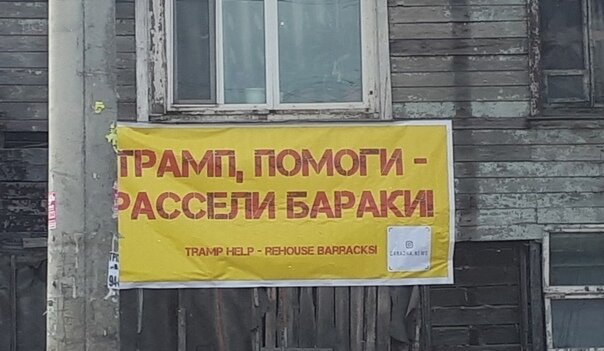 ТРАМП, ПОМОГИ -
РАССЕЛИ БАРАКИ!
TRAMP HELP - REHOUSE BARRACKS!